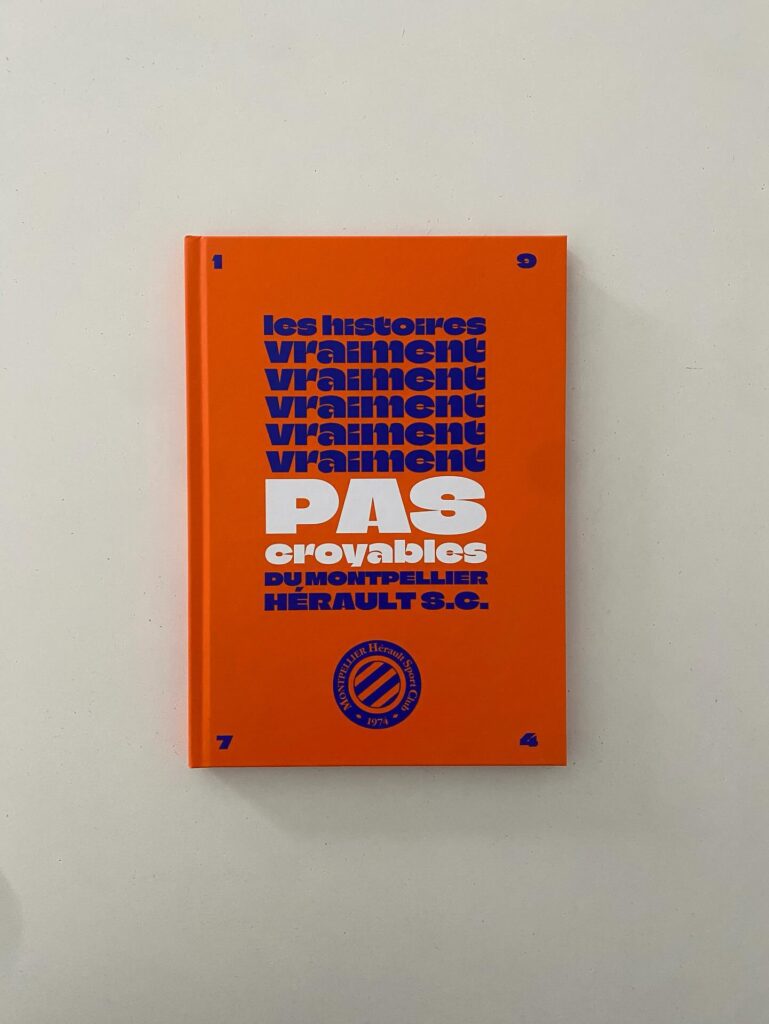 1 9
les histoires
vraiment
vraiment
vraiment
vraiment
vraiment
PAS
croyables
DU MONTPELLIER
HÉRAULT S.C.
MONTPELLIER Hérault Sport Club
1974
7 4